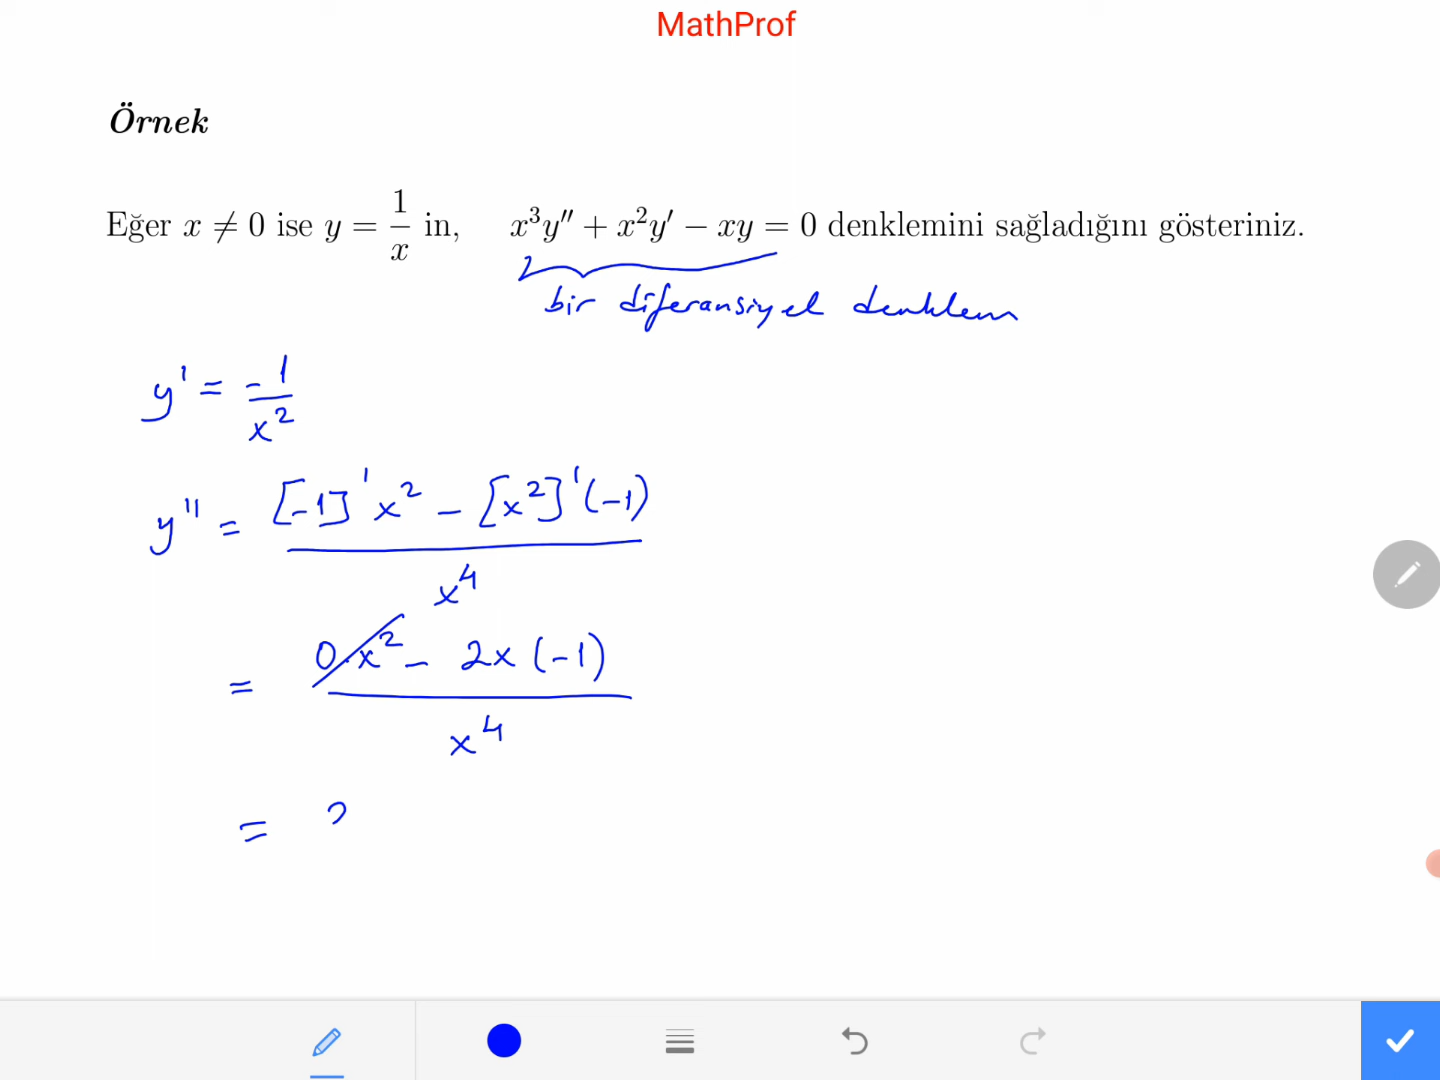 MathProf
Örnek
Eğer x ≠ 0 ise y = 1/x in, x³y″ + x²y′ − xy = 0 denklemini sağladığını gösteriniz.
bir diferansiyel denklem
y' = -1/x²
y'' = ([-1]'x² - [x²]'(-1))/x⁴
= (0.x² - 2x(-1))/x⁴
= 2